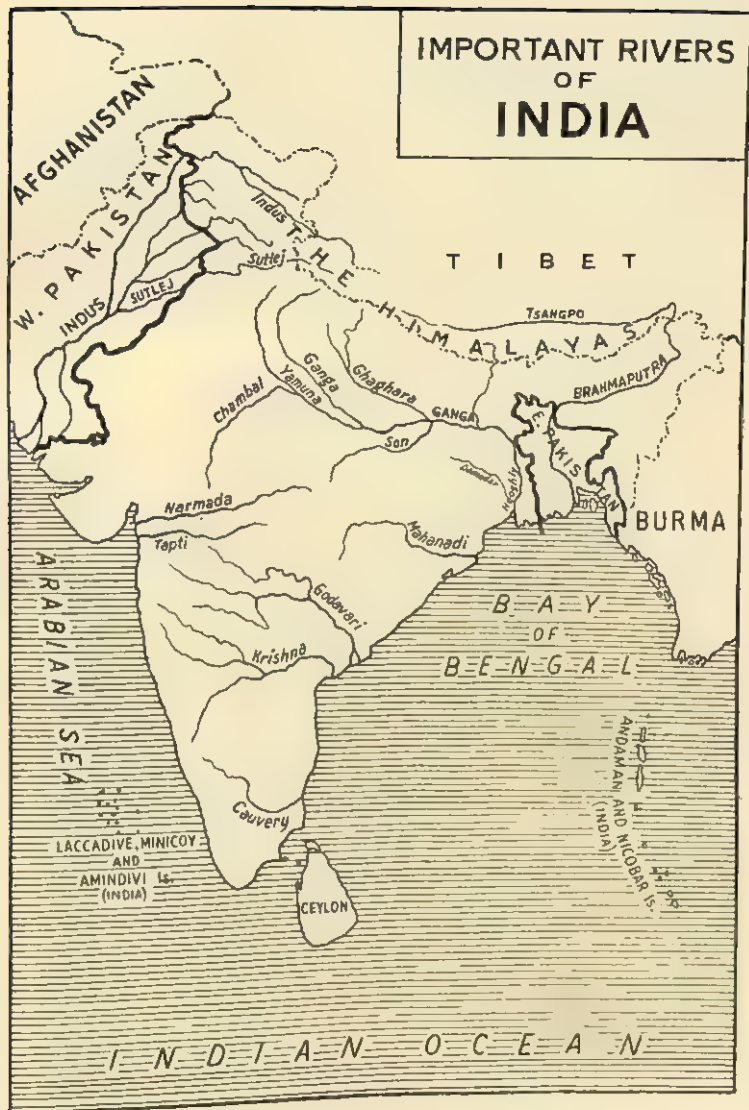 IMPORTANT RIVERS
OF
INDIA
AFGHANISTAN
W. PAKISTAN
Indus
THE HIMALAYAS
TIBET
Sutlej
SUTLEJ
INDUS
TSANGPO
BRAHMAPUTRA
Ganga
Yamuna
Ghaghara
Chambal
GANGA
E. PAKISTAN
Son
Hooghly
BURMA
Narmada
Tapti
Mahanadi
Godavari
Krishna
ARABIAN SEA
BAY
OF
BENGAL
ANDAMAN AND NICOBAR Is.
(INDIA)
Cauvery
LACCADIVE, MINICOY
AND
AMINDIVI Is.
(INDIA)
CEYLON
INDIAN OCEAN